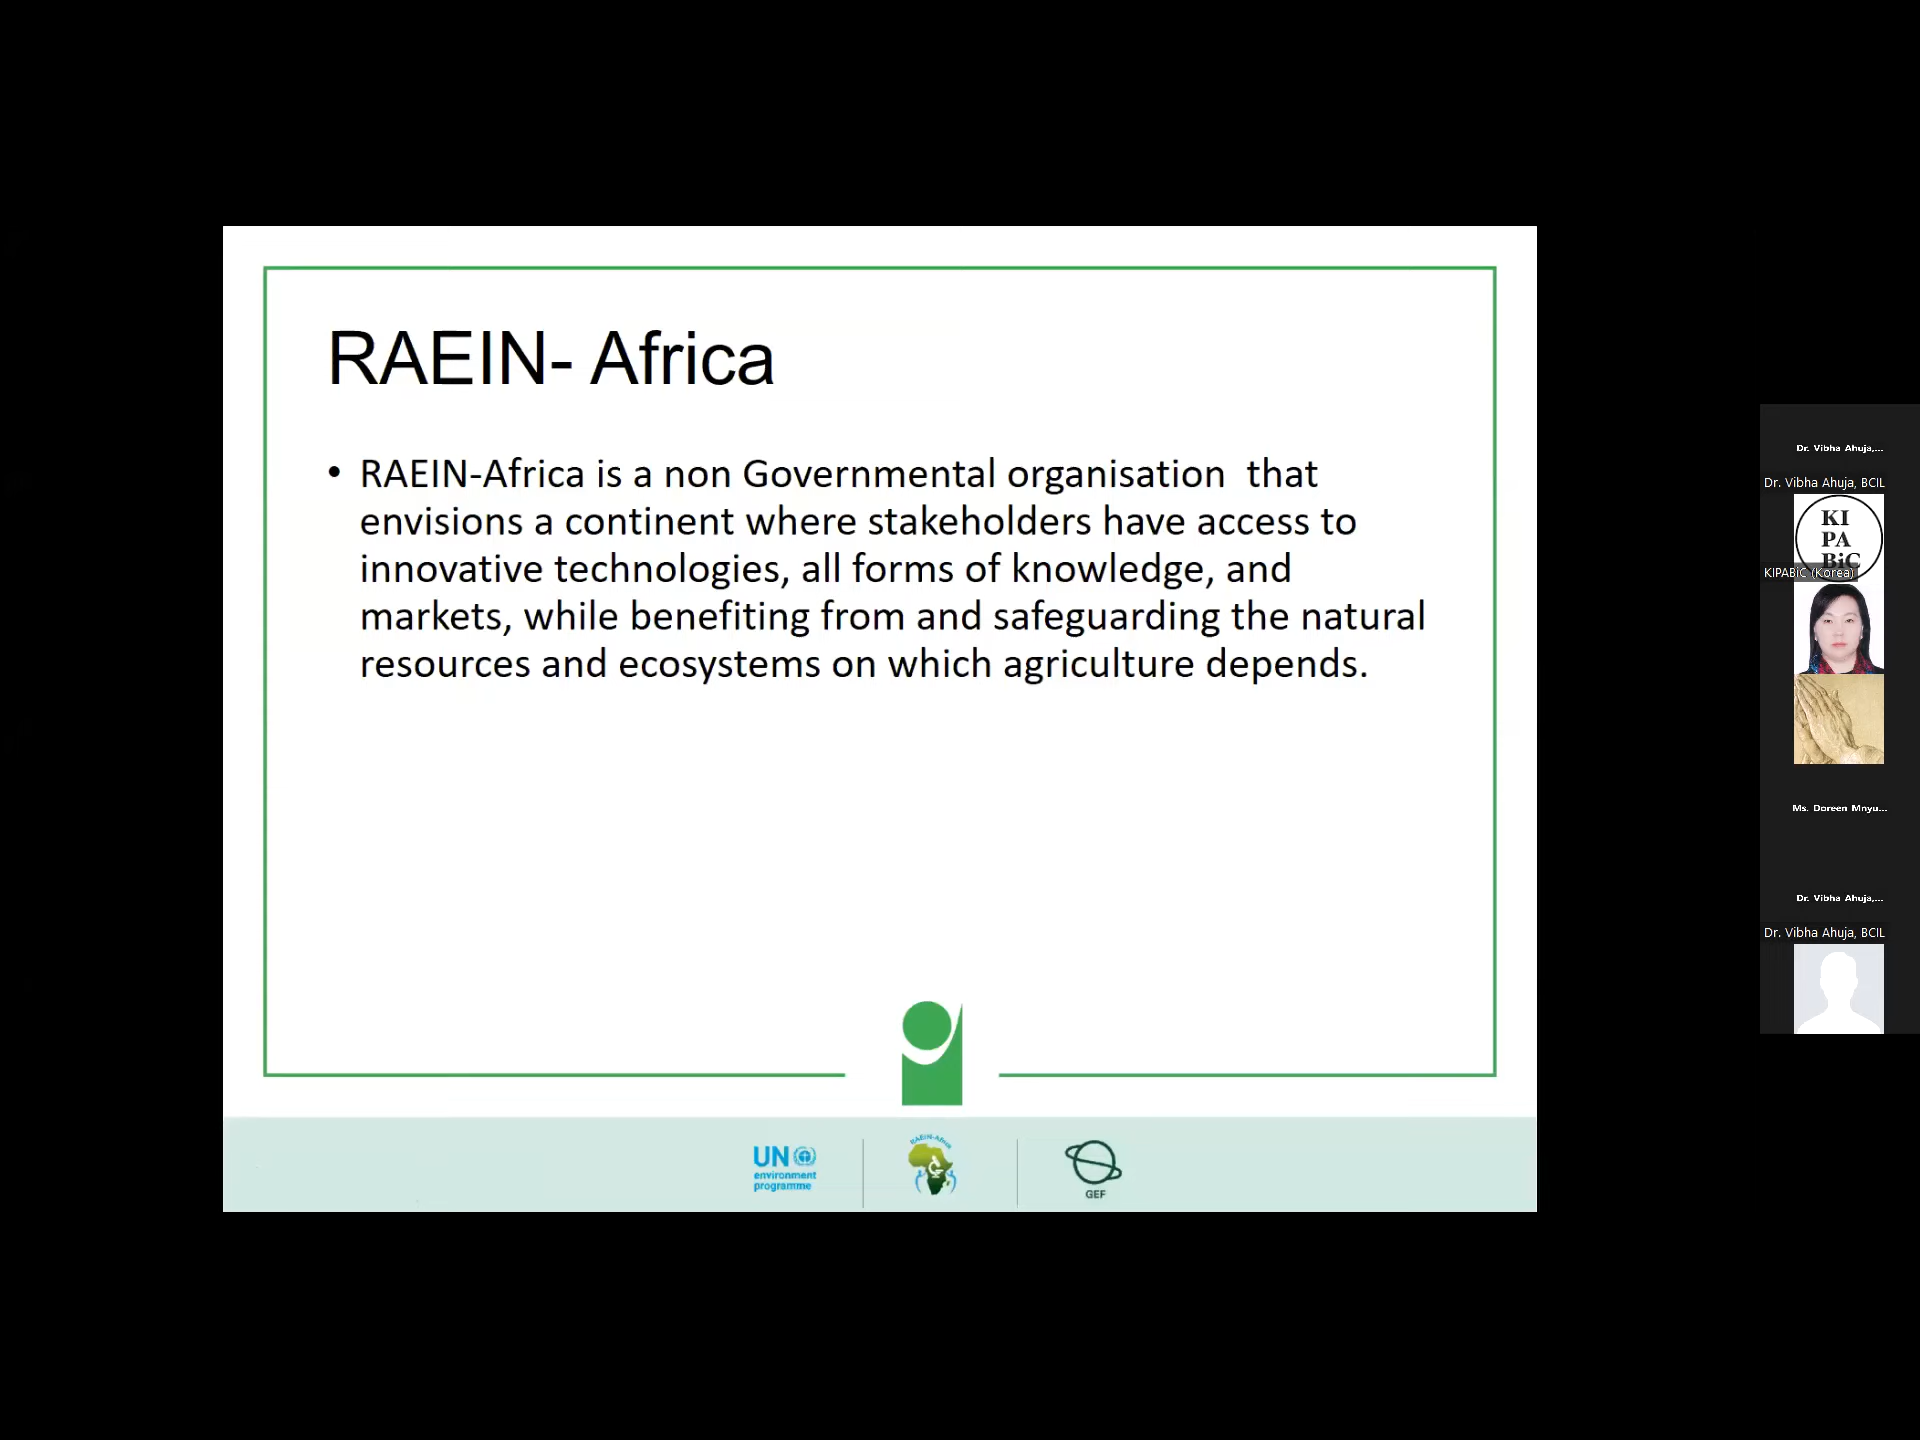 RAEIN- Africa
• RAEIN-Africa is a non Governmental organisation that
envisions a continent where stakeholders have access to
innovative technologies, all forms of knowledge, and
markets, while benefiting from and safeguarding the natural
resources and ecosystems on which agriculture depends.
UN
environment
programme
RAEIN-Africa
GEF
Dr. Vibha Ahuja,...
Dr. Vibha Ahuja, BCIL
KI
PA
BiC
KIPABiC (Korea)
Ms. Doreen Mnyu...
Dr. Vibha Ahuja,...
Dr. Vibha Ahuja, BCIL